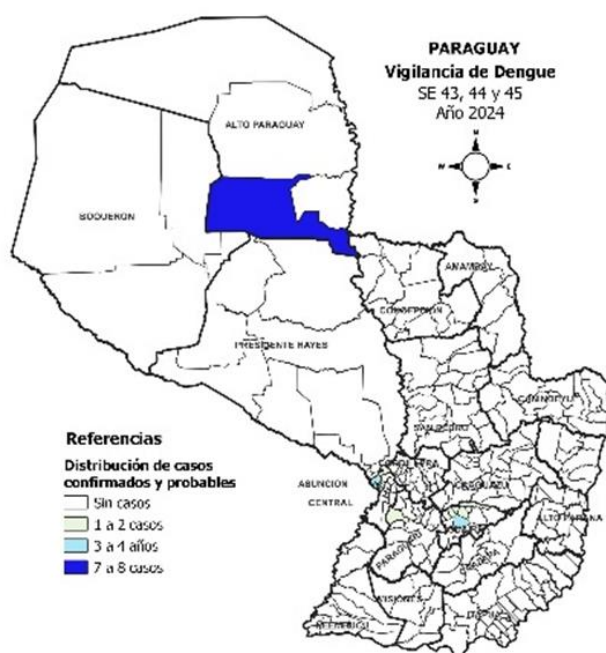 PARAGUAY
Vigilancia de Dengue
SE 43, 44 y 45
Año 2024
N
W
E
S
ALTO PARAGUAY
BOQUERON
AMAMBAY
CONCEPCION
PRESIDENTE HAYES
CANINDEYU
SAN PEDRO
CORDILLERA
ASUNCION
CENTRAL
CAAGUAZU
ALTO PARANA
PARAGUARI
CAAZAPA
MISIONES
ITAPUA
ÑEEMBUCU
Referencias
Distribución de casos
confirmados y probables
Sin casos
1 a 2 casos
3 a 4 años
7 a 8 casos